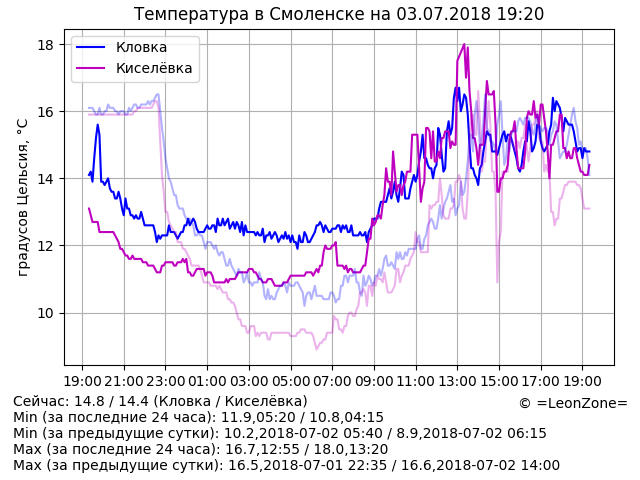 Температура в Смоленске на 03.07.2018 19:20
Кловка
Киселёвка
градусов Цельсия, °C
18
16
14
12
10
19:00 21:00 23:00 01:00 03:00 05:00 07:00 09:00 11:00 13:00 15:00 17:00 19:00
Сейчас: 14.8 / 14.4 (Кловка / Киселёвка)
© =LeonZone=
Min (за последние 24 часа): 11.9,05:20 / 10.8,04:15
Min (за предыдущие сутки): 10.2,2018-07-02 05:40 / 8.9,2018-07-02 06:15
Max (за последние 24 часа): 16.7,12:55 / 18.0,13:20
Max (за предыдущие сутки): 16.5,2018-07-01 22:35 / 16.6,2018-07-02 14:00